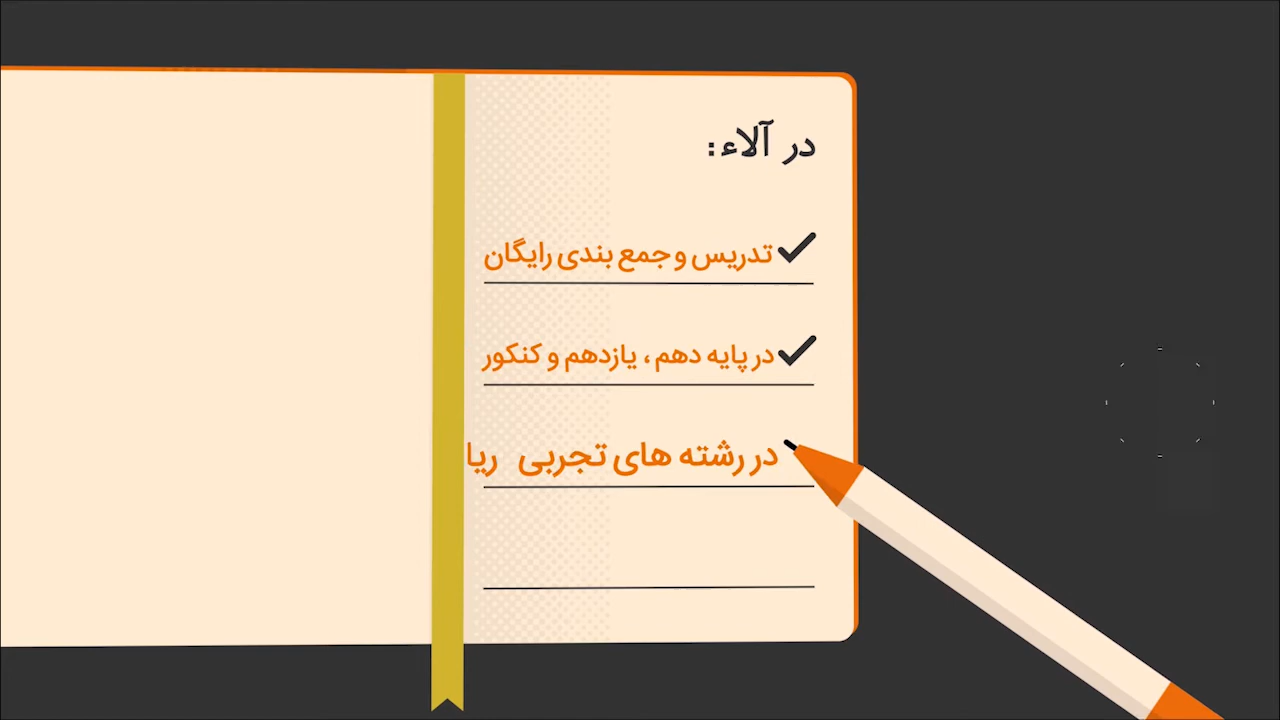 در آلاء:
تدریس و جمع بندی رایگان
در پایه دهم ، یازدهم و کنکور
در رشته های تجربی ریا